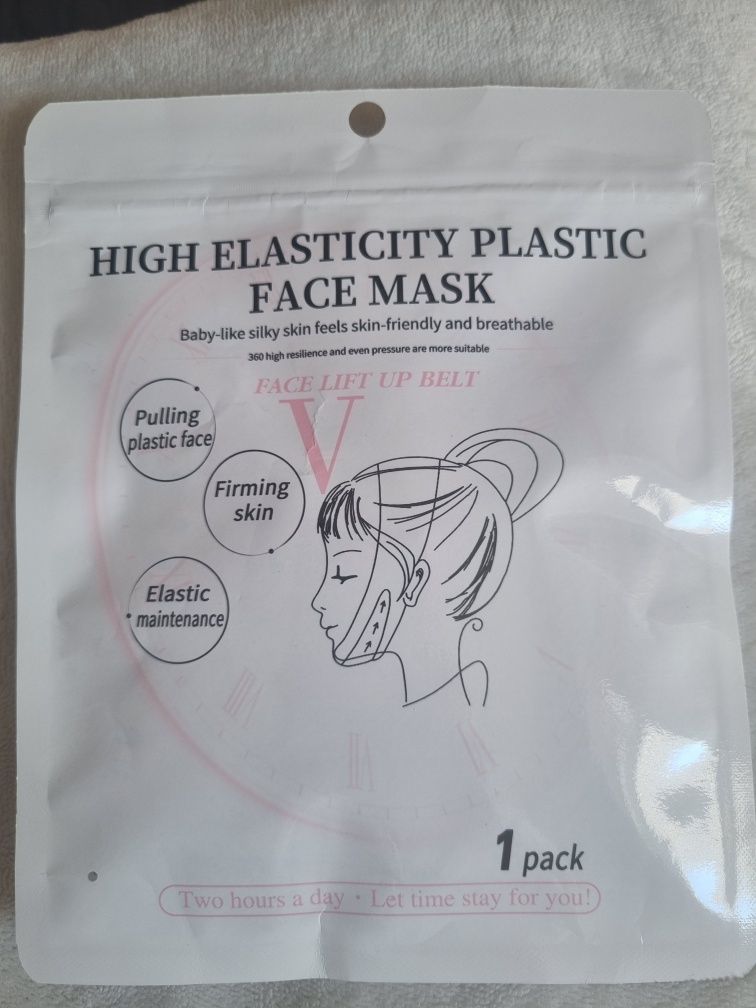 HIGH ELASTICITY PLASTIC
FACE MASK
Baby-like silky skin feels skin-friendly and breathable
360 high resilience and even pressure are more suitable
FACE LIFT UP BELT
V
Pulling
plastic face
Firming
skin
Elastic
maintenance
1 pack
Two hours a day · Let time stay for you!